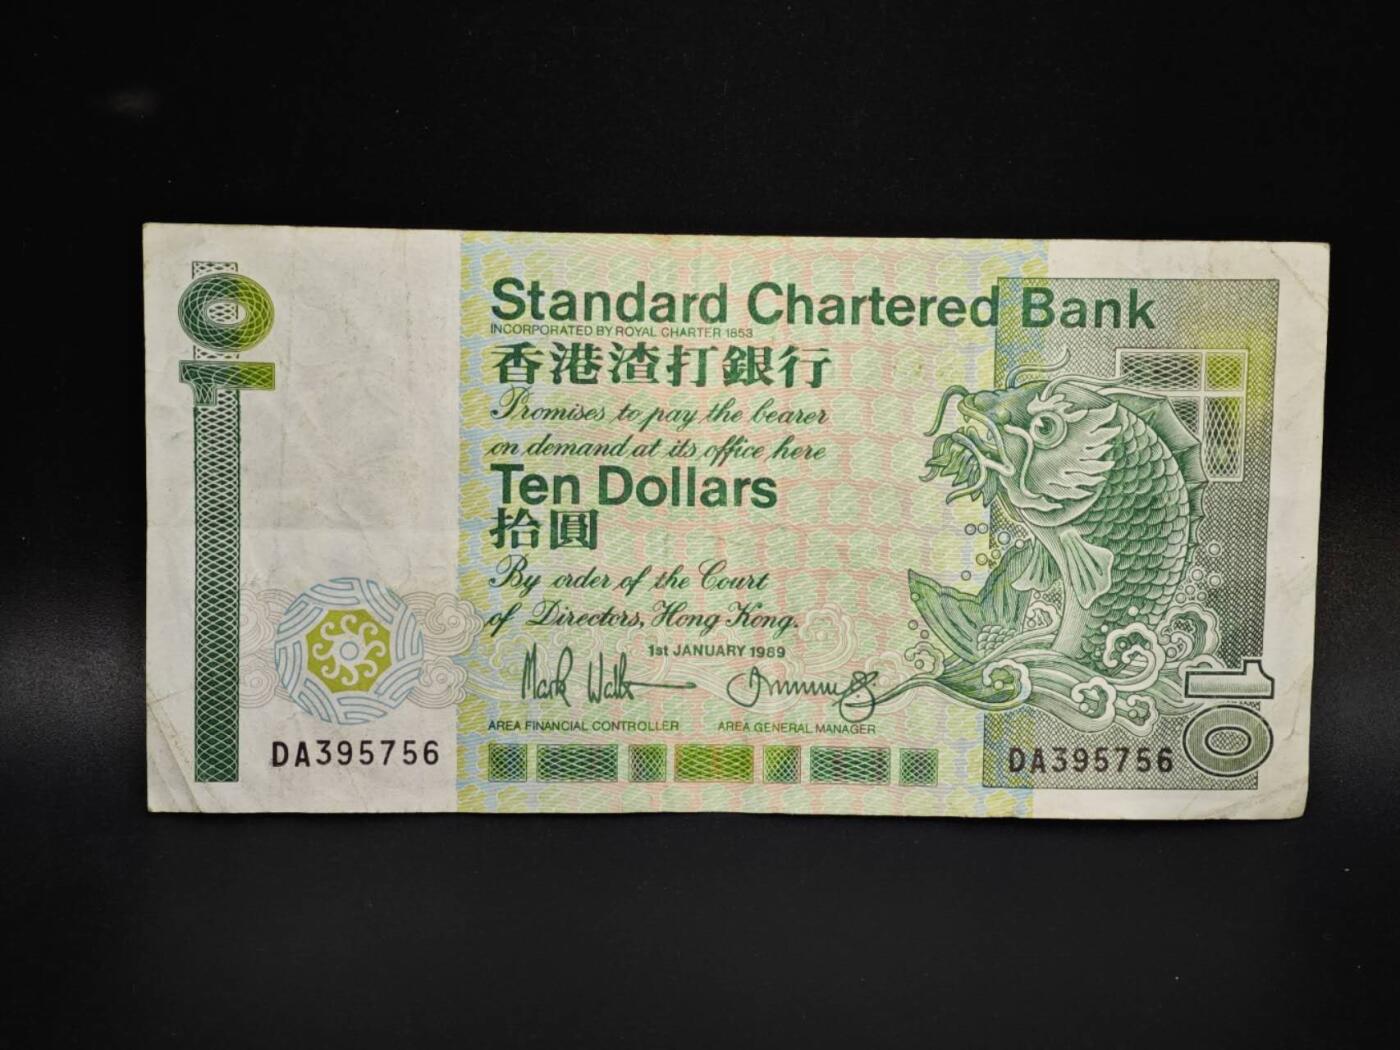 10
Standard Chartered Bank
INCORPORATED BY ROYAL CHARTER 1853
香港渣打銀行
Promises to pay the bearer
on demand at its office here
Ten Dollars
拾圓
By order of the Court
of Directors, Hong Kong.
1st JANUARY 1989
AREA FINANCIAL CONTROLLER AREA GENERAL MANAGER
DA395756
DA395756
10